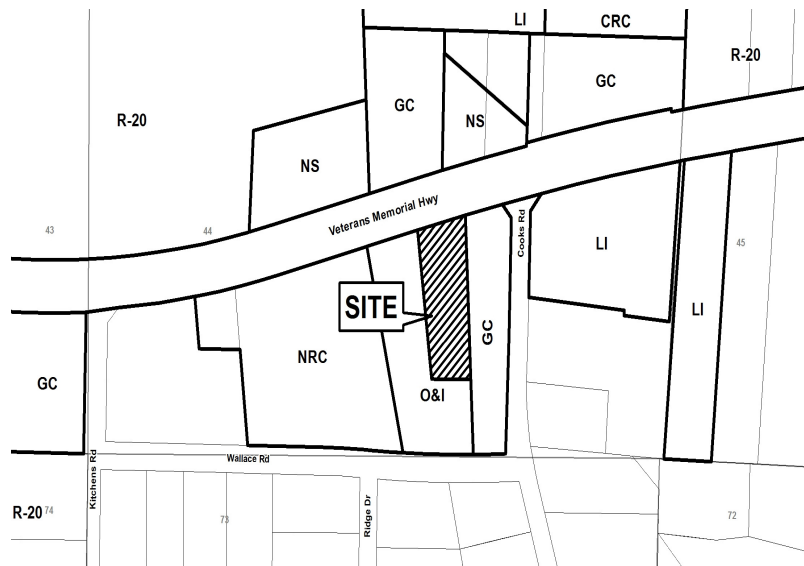 LI
CRC
R-20
GC
GC
R-20
NS
NS
Veterans Memorial Hwy
Cooks Rd
43
44
45
LI
SITE
LI
GC
NRC
GC
O&I
Wallace Rd
Kitchens Rd
R-20
74
73
Ridge Dr
72